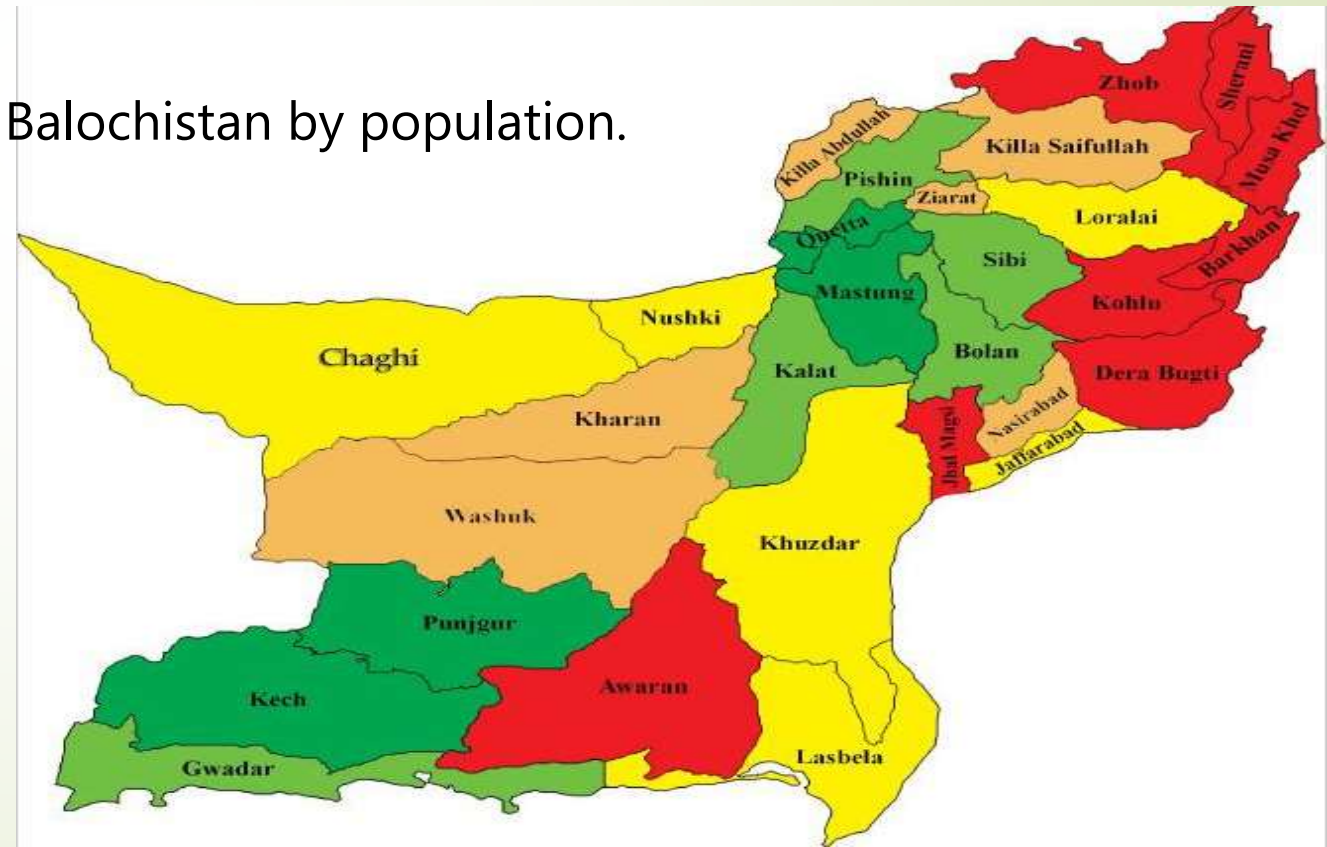 Balochistan by population.
Zhob
Sherani
Musa Khel
Killa Abdullah
Killa Saifullah
Pishin
Ziarat
Loralai
Quetta
Barkhan
Sibi
Mastung
Kohlu
Nushki
Chaghi
Bolan
Kalat
Dera Bugti
Kharan
Nasirabad
Jhal Magsi
Jaffarabad
Washuk
Khuzdar
Punjgur
Awaran
Kech
Lasbela
Gwadar